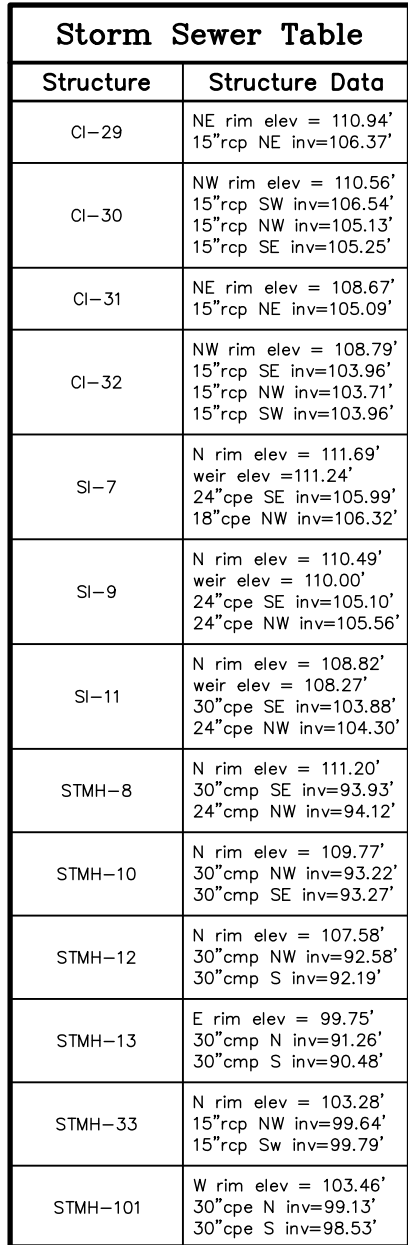 Storm Sewer Table
Structure Structure Data
CI-29
NE rim elev = 110.94'
15"rcp NE inv=106.37'
CI-30
NW rim elev = 110.56'
15"rcp SW inv=106.54'
15"rcp NW inv=105.13'
15"rcp SE inv=105.25'
CI-31
NE rim elev = 108.67'
15"rcp NE inv=105.09'
CI-32
NW rim elev = 108.79'
15"rcp SE inv=103.96'
15"rcp NW inv=103.71'
15"rcp SW inv=103.96'
SI-7
N rim elev = 111.69'
weir elev =111.24'
24"cpe SE inv=105.99'
18"cpe NW inv=106.32'
SI-9
N rim elev = 110.49'
weir elev = 110.00'
24"cpe SE inv=105.10'
24"cpe NW inv=105.56'
SI-11
N rim elev = 108.82'
weir elev = 108.27'
30"cpe SE inv=103.88'
24"cpe NW inv=104.30'
STMH-8
N rim elev = 111.20'
30"cmp SE inv=93.93'
24"cmp NW inv=94.12'
STMH-10
N rim elev = 109.77'
30"cmp NW inv=93.22'
30"cmp SE inv=93.27'
STMH-12
N rim elev = 107.58'
30"cmp NW inv=92.58'
30"cmp S inv=92.19'
STMH-13
E rim elev = 99.75'
30"cmp N inv=91.26'
30"cmp S inv=90.48'
STMH-33
N rim elev = 103.28'
15"rcp NW inv=99.64'
15"rcp Sw inv=99.79'
STMH-101
W rim elev = 103.46'
30"cpe N inv=99.13'
30"cpe S inv=98.53'